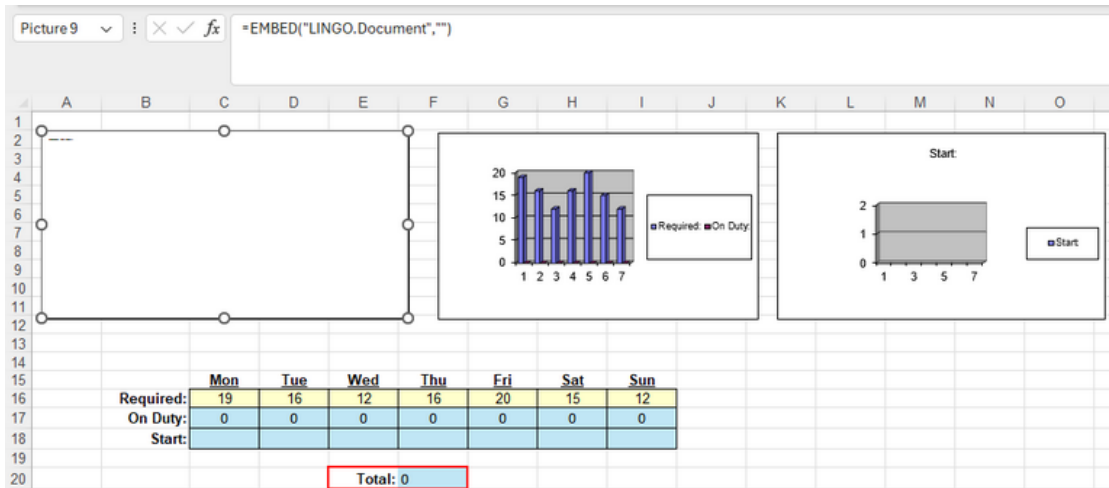 Picture 9 fx =EMBED("LINGO.Document","")
A B C D E F G H I J K L M N O
1
2
3 Start:
4 20
5 15 2
6 10 Required: On Duty: 1 Start:
7 5 0
8 0 1 3 5 7
9 1 2 3 4 5 6 7
10
11
12
13
14
15 Mon Tue Wed Thu Fri Sat Sun
16 Required: 19 16 12 16 20 15 12
17 On Duty: 0 0 0 0 0 0 0
18 Start:
19
20 Total: 0